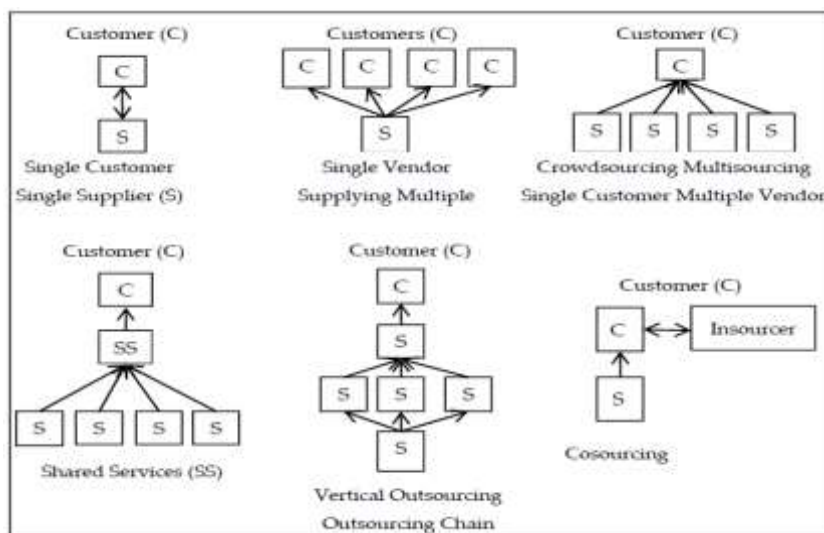 Customer (C)
C
S
Single Customer
Single Supplier (S)
Customers (C)
C C C C
S
Single Vendor
Supplying Multiple
Customer (C)
C
S S S S
Crowdsourcing Multisourcing
Single Customer Multiple Vendor
Customer (C)
C
SS
S S S S
Shared Services (SS)
Customer (C)
C
S
S S S
S
Vertical Outsourcing
Outsourcing Chain
Customer (C)
C Insourcer
S
Cosourcing